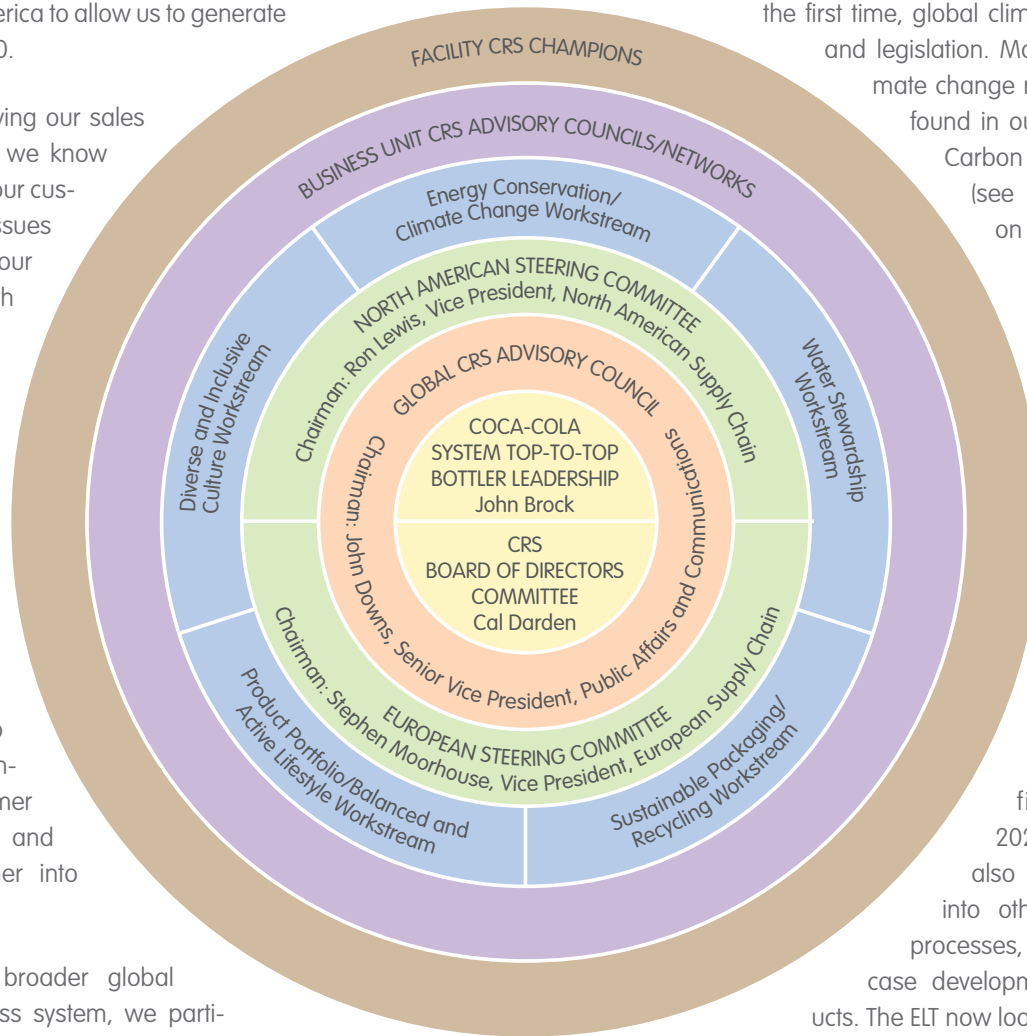 erica to allow us to generate
0.
ving our sales
we know
our cus-
ssues
our
th
o
n-
mer
and
er into
broader global
ss system, we parti-
FACILITY CRS CHAMPIONS
BUSINESS UNIT CRS ADVISORY COUNCILS/NETWORKS
Energy Conservation/
Climate Change Workstream
Diverse and Inclusive
Culture Workstream
Water Stewardship
Workstream
NORTH AMERICAN STEERING COMMITTEE
Chairman: Ron Lewis, Vice President, North American Supply Chain
GLOBAL CRS ADVISORY COUNCIL
COCA-COLA
SYSTEM TOP-TO-TOP
BOTTLER LEADERSHIP
John Brock
CRS
BOARD OF DIRECTORS
COMMITTEE
Cal Darden
Chairman: John Downs, Senior Vice President, Public Affairs and Communications
EUROPEAN STEERING COMMITTEE
Chairman: Stephen Moorhouse, Vice President, European Supply Chain
Product Portfolio/Balanced and
Active Lifestyle Workstream
Sustainable Packaging/
Recycling Workstream
the first time, global clim
and legislation. Mo
mate change r
found in ou
Carbon
(see
on
fi
202
also
into oth
processes,
case developm
ucts. The ELT now loo